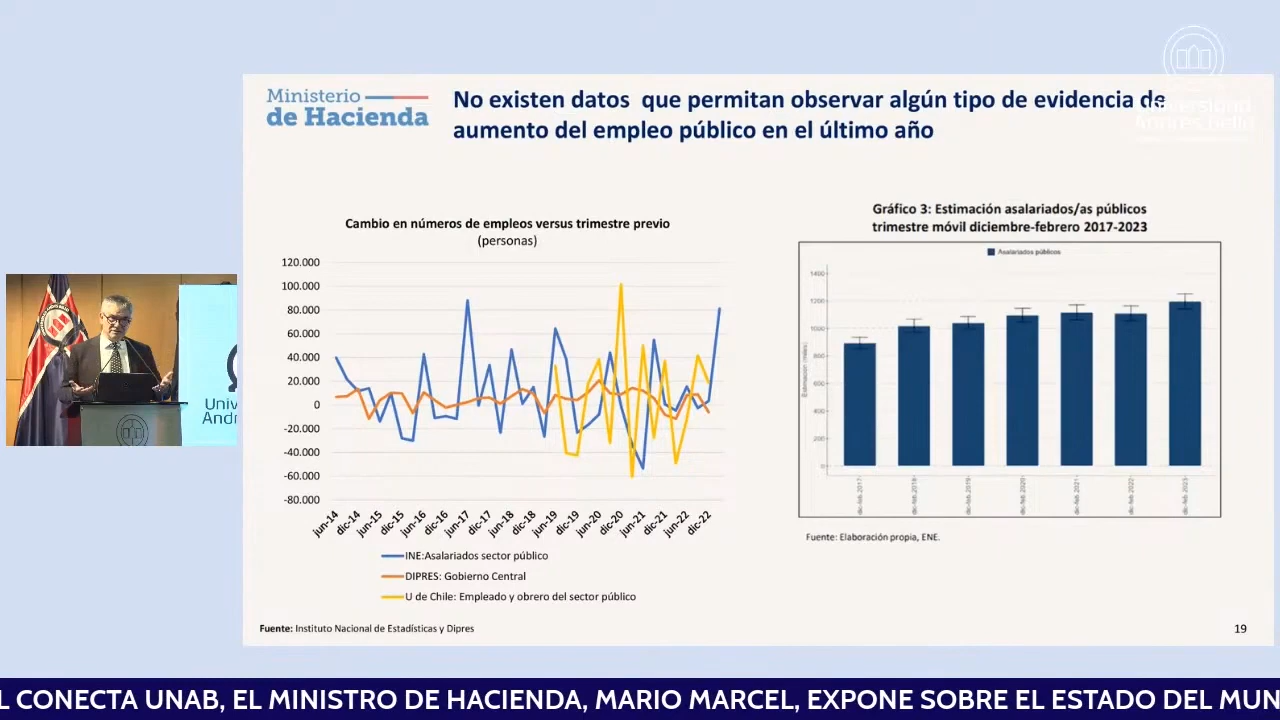 Ministerio
de Hacienda
No existen datos  que permitan observar algún tipo de evidencia de
aumento del empleo público en el último año
Universidad
Andrés Bello
Cambio en números de empleos versus trimestre previo
(personas)
120.000
100.000
80.000
60.000
40.000
20.000
0
-20.000
-40.000
-60.000
-80.000
jun-14
dic-14
jun-15
dic-15
jun-16
dic-16
jun-17
dic-17
jun-18
dic-18
jun-19
dic-19
jun-20
dic-20
jun-21
dic-21
jun-22
dic-22
INE:Asalariados sector público
DIPRES: Gobierno Central
U de Chile: Empleado y obrero del sector público
Fuente: Instituto Nacional de Estadísticas y Dipres
Gráfico 3: Estimación asalariados/as públicos
trimestre móvil diciembre-febrero 2017-2023
Asalariados públicos
Estimación (miles)
1400
1200
1000
800
600
400
200
0
dic-feb.2017
dic-feb.2018
dic-feb.2019
dic-feb.2020
dic-feb.2021
dic-feb.2022
dic-feb.2023
Fuente: Elaboración propia, ENE.
19
Univ
Andr
L CONECTA UNAB, EL MINISTRO DE HACIENDA, MARIO MARCEL, EXPONE SOBRE EL ESTADO DEL MUN